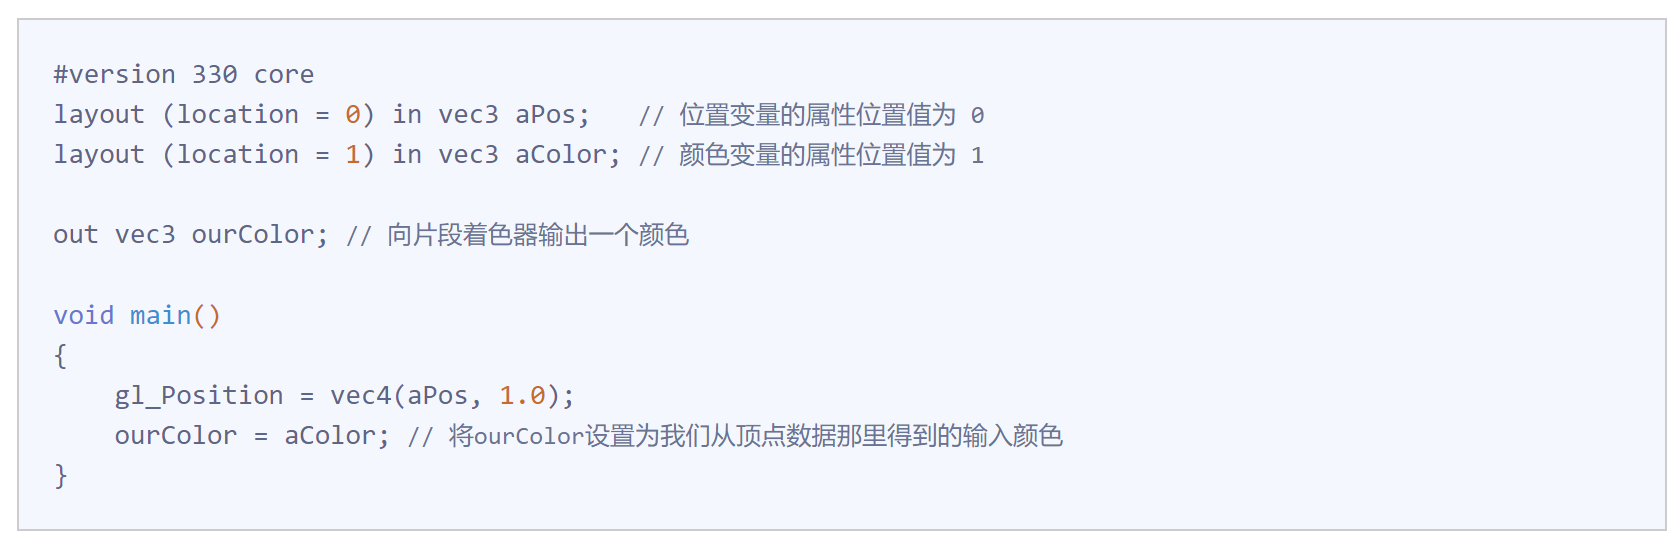 #version 330 core
layout (location = 0) in vec3 aPos;   // 位置变量的属性位置值为 0
layout (location = 1) in vec3 aColor; // 颜色变量的属性位置值为 1
out vec3 ourColor; // 向片段着色器输出一个颜色
void main()
{
    gl_Position = vec4(aPos, 1.0);
    ourColor = aColor; // 将ourColor设置为我们从顶点数据那里得到的输入颜色
}